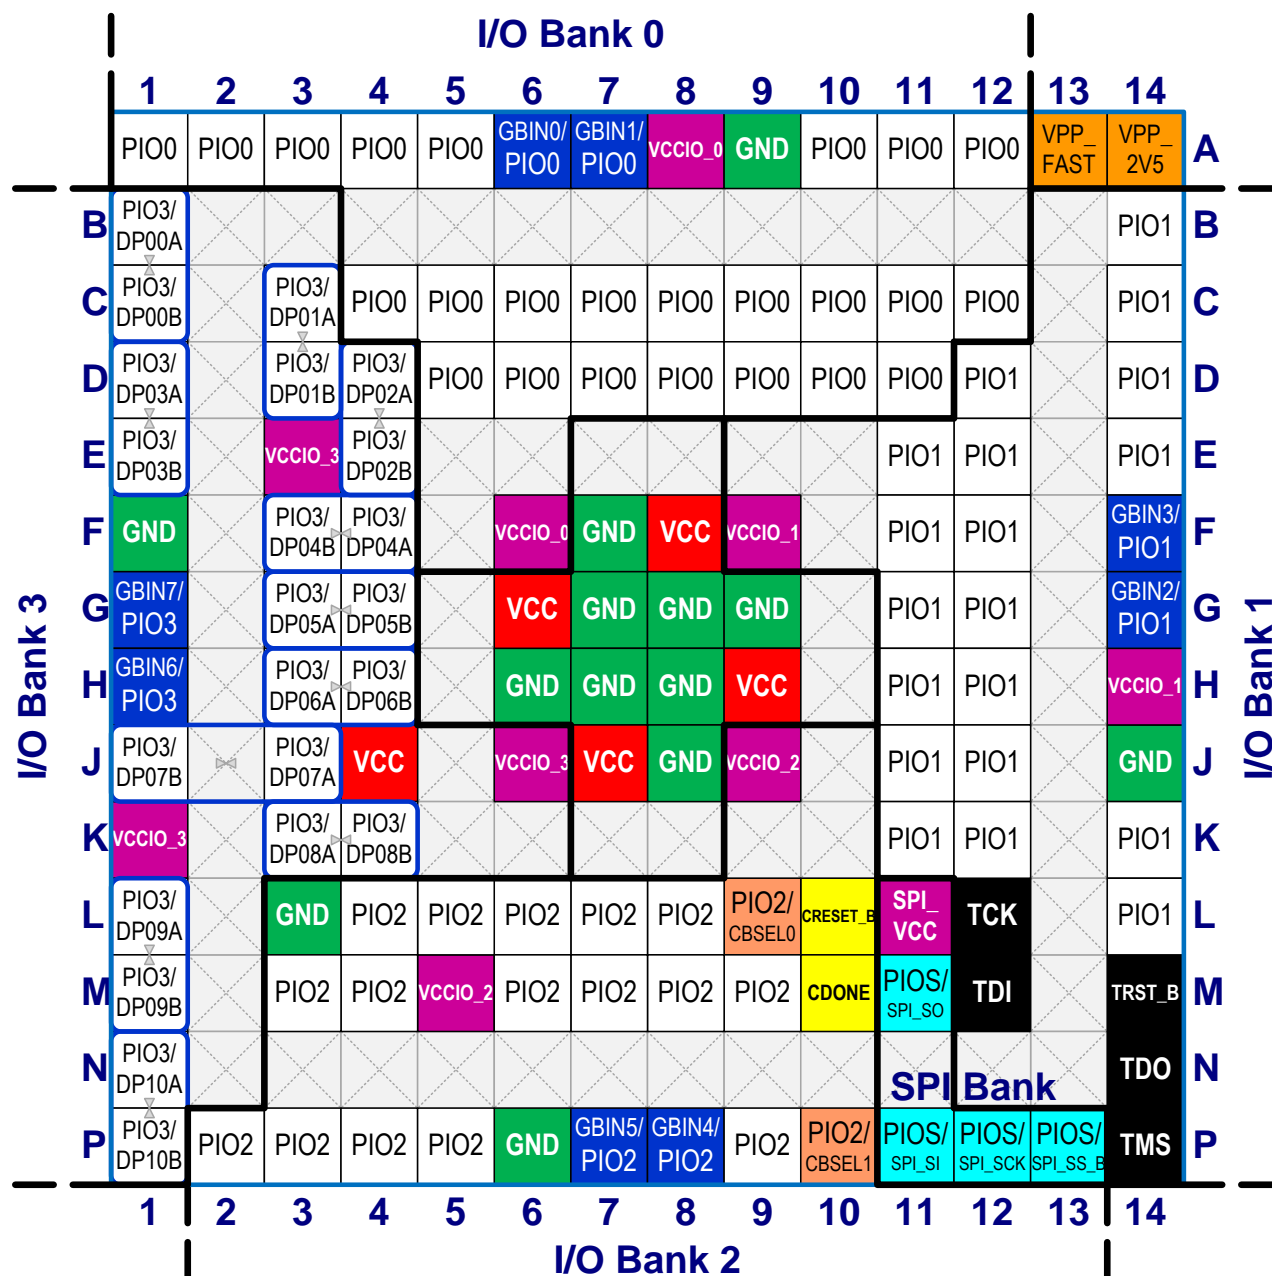 I/O Bank 0
1 2 3 4 5 6 7 8 9 10 11 12 13 14
PIO0 PIO0 PIO0 PIO0 PIO0 GBIN0/ PIO0 GBIN1/ PIO0 VCCIO_0 GND PIO0 PIO0 PIO0 VPP_ FAST VPP_ 2V5 A
B PIO3/ DP00A PIO1 B
C PIO3/ DP00B PIO3/ DP01A PIO0 PIO0 PIO0 PIO0 PIO0 PIO0 PIO0 PIO0 PIO0 PIO1 C
D PIO3/ DP03A PIO3/ DP01B PIO3/ DP02A PIO0 PIO0 PIO0 PIO0 PIO0 PIO0 PIO0 PIO1 PIO1 D
E PIO3/ DP03B VCCIO_3 PIO3/ DP02B PIO1 PIO1 PIO1 E
F GND PIO3/ DP04B PIO3/ DP04A VCCIO_0 GND VCC VCCIO_1 PIO1 PIO1 GBIN3/ PIO1 F
G GBIN7/ PIO3 PIO3/ DP05A PIO3/ DP05B VCC GND GND GND PIO1 PIO1 GBIN2/ PIO1 G
H GBIN6/ PIO3 PIO3/ DP06A PIO3/ DP06B GND GND GND VCC PIO1 PIO1 VCCIO_1 H
J PIO3/ DP07B PIO3/ DP07A VCC VCCIO_3 VCC GND VCCIO_2 PIO1 PIO1 GND J
K VCCIO_3 PIO3/ DP08A PIO3/ DP08B PIO1 PIO1 PIO1 K
L PIO3/ DP09A GND PIO2 PIO2 PIO2 PIO2 PIO2 PIO2/ CBSEL0 CRESET_B SPI_ VCC TCK PIO1 L
M PIO3/ DP09B PIO2 PIO2 VCCIO_2 PIO2 PIO2 PIO2 PIO2 CDONE PIOS/ SPI_SO TDI TRST_B M
N PIO3/ DP10A SPI Bank TDO N
P PIO3/ DP10B PIO2 PIO2 PIO2 PIO2 GND GBIN5/ PIO2 GBIN4/ PIO2 PIO2 PIO2/ CBSEL1 PIOS/ SPI_SI PIOS/ SPI_SCK PIOS/ SPI_SS_B TMS P
1 2 3 4 5 6 7 8 9 10 11 12 13 14
I/O Bank 2
I/O Bank 3
I/O Bank 1